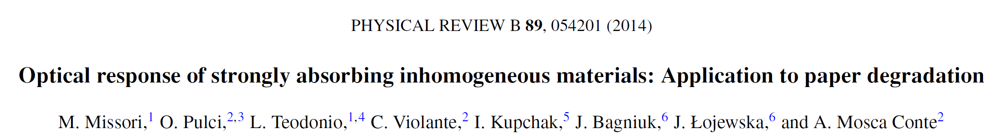 PHYSICAL REVIEW B 89, 054201 (2014)
Optical response of strongly absorbing inhomogeneous materials: Application to paper degradation
M. Missori,1 O. Pulci,2,3 L. Teodonio,1,4 C. Violante,2 I. Kupchak,5 J. Bagniuk,6 J. Łojewska,6 and A. Mosca Conte2